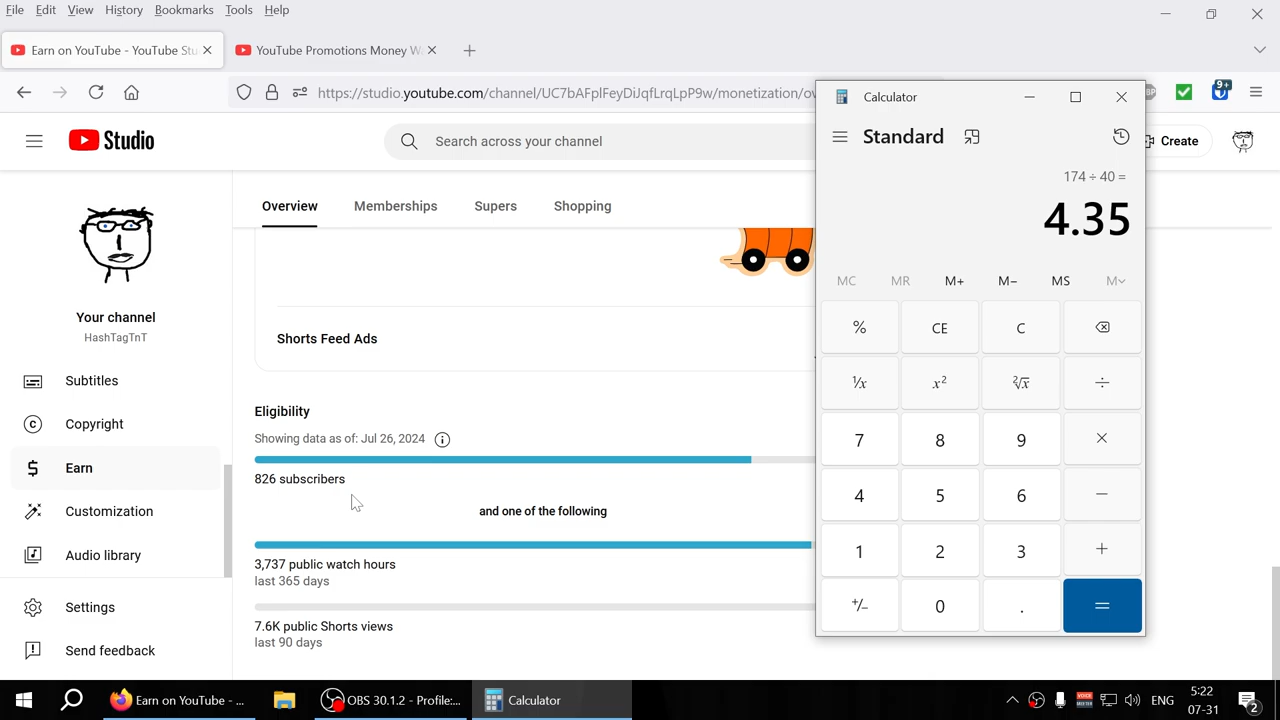 File Edit View History Bookmarks Tools Help
Earn on YouTube - YouTube Stu
YouTube Promotions Money Wa
https://studio.youtube.com/channel/UC7bAFplFeyDiJqfLrqLpP9w/monetization/ov
9+
Studio
Search across your channel
Create
Overview Memberships Supers Shopping
Your channel
HashTagTnT
Subtitles
Copyright
Earn
Customization
Audio library
Settings
Send feedback
Shorts Feed Ads
Eligibility
Showing data as of: Jul 26, 2024
826 subscribers
and one of the following
3,737 public watch hours
last 365 days
7.6K public Shorts views
last 90 days
Calculator
Standard
174 ÷ 40 =
4.35
MC MR M+ M− MS M
% CE C
¹/x x² ²√x ÷
7 8 9 ×
4 5 6 −
1 2 3 +
+/− 0 . =
Earn on YouTube - ...
OBS 30.1.2 - Profile:...
Calculator
ENG
5:22
07-31
2